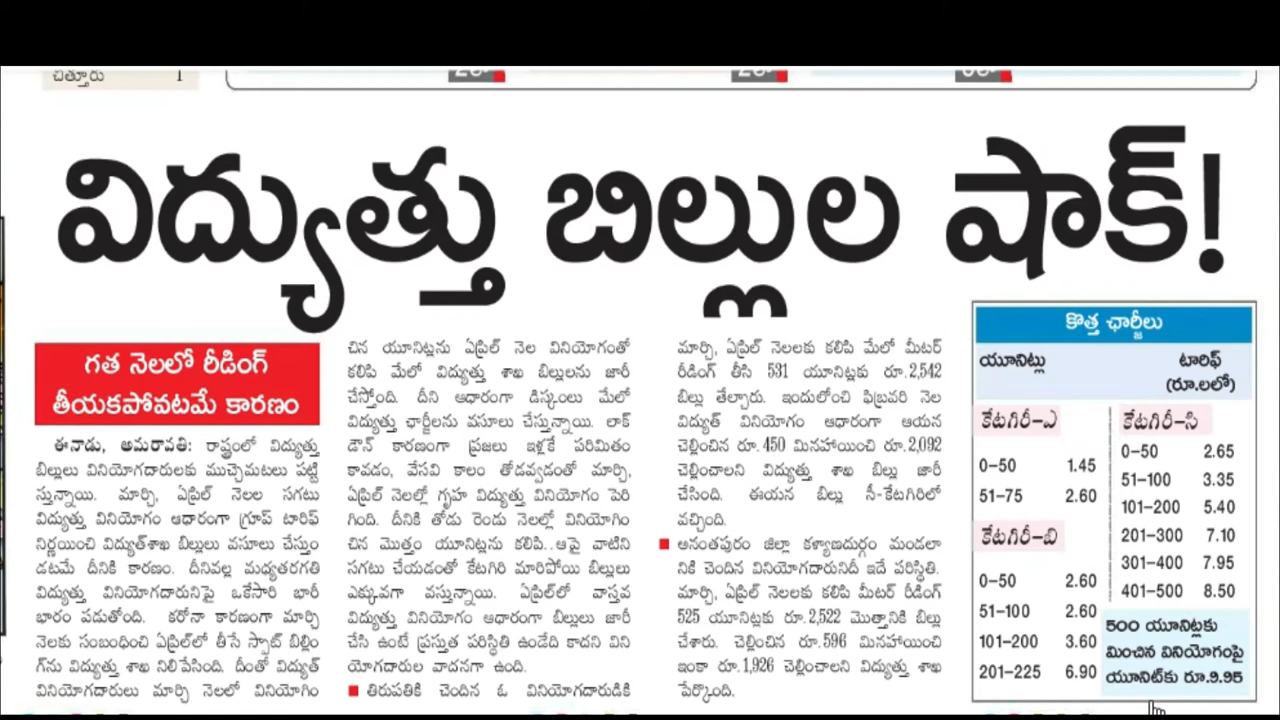 చిత్తూరు 1
విద్యుత్తు బిల్లుల షాక్!
గత నెలలో రీడింగ్
తీయకపోవటమే కారణం
ఈనాడు, అమరావతి: రాష్ట్రంలో విద్యుత్తు
బిల్లులు వినియోగదారులకు ముచ్చెమటలు పట్టి
స్తున్నాయి. మార్చి, ఏప్రిల్ నెలల సగటు
విద్యుత్తు వినియోగం ఆధారంగా గ్రూప్ టారిఫ్
నిర్ణయించి విద్యుత్‌శాఖ బిల్లులు వసూలు చేస్తుం
డటమే దీనికి కారణం. దీనివల్ల మధ్యతరగతి
విద్యుత్తు వినియోగదారునిపై ఒకేసారి భారీ
భారం పడుతోంది. కరోనా కారణంగా మార్చి
నెలకు సంబంధించి ఏప్రిల్‌లో తీసే స్పాట్ బిల్లిం
గ్‌ను విద్యుత్తు శాఖ నిలిపేసింది. దీంతో విద్యుత్
వినియోగదారులు మార్చి నెలలో వినియోగిం
చిన యూనిట్లను ఏప్రిల్ నెల వినియోగంతో
కలిపి మేలో విద్యుత్తు శాఖ బిల్లులను జారీ
చేస్తోంది. దీని ఆధారంగా డిస్కంలు మేలో
విద్యుత్తు ఛార్జీలను వసూలు చేస్తున్నాయి. లాక్
డౌన్ కారణంగా ప్రజలు ఇళ్లకే పరిమితం
కావడం, వేసవి కాలం తోడవ్వడంతో మార్చి,
ఏప్రిల్ నెలల్లో గృహ విద్యుత్తు వినియోగం పెరి
గింది. దీనికి తోడు రెండు నెలల్లో వినియోగిం
చిన మొత్తం యూనిట్లను కలిపి..ఆపై వాటిని
సగటు చేయడంతో కేటగిరి మారిపోయి బిల్లులు
ఎక్కువగా వస్తున్నాయి. ఏప్రిల్‌లో వాస్తవ
విద్యుత్తు వినియోగం ఆధారంగా బిల్లులు జారీ
చేసి ఉంటే ప్రస్తుత పరిస్థితి ఉండేది కాదని విని
యోగదారుల వాదనగా ఉంది.
తిరుపతికి చెందిన ఓ వినియోగదారుడికి
మార్చి, ఏప్రిల్ నెలలకు కలిపి మేలో మీటర్
రీడింగ్ తీసి 531 యూనిట్లకు రూ.2,542
బిల్లు తేల్చారు. ఇందులోంచి ఫిబ్రవరి నెల
విద్యుత్ వినియోగం ఆధారంగా ఆయన
చెల్లించిన రూ.450 మినహాయించి రూ.2,092
చెల్లించాలని విద్యుత్తు శాఖ బిల్లు జారీ
చేసింది. ఈయన బిల్లు సీ-కేటగిరిలో
వచ్చింది.
అనంతపురం జిల్లా కళ్యాణదుర్గం మండలా
నికి చెందిన వినియోగదారునిదీ ఇదే పరిస్థితి.
మార్చి, ఏప్రిల్ నెలలకు కలిపి మీటర్ రీడింగ్
525 యూనిట్లకు రూ.2,522 మొత్తానికి బిల్లు
చేశారు. చెల్లించిన రూ.596 మినహాయించి
ఇంకా రూ.1,926 చెల్లించాలని విద్యుత్తు శాఖ
పేర్కొంది.
కొత్త ఛార్జీలు
యూనిట్లు టారిఫ్
(రూ.లలో)
కేటగిరీ-ఎ
0-50 1.45
51-75 2.60
కేటగిరీ-బి
0-50 2.60
51-100 2.60
101-200 3.60
201-225 6.90
కేటగిరీ-సి
0-50 2.65
51-100 3.35
101-200 5.40
201-300 7.10
301-400 7.95
401-500 8.50
500 యూనిట్లకు
మించిన వినియోగంపై
యూనిట్‌కు రూ.9.95